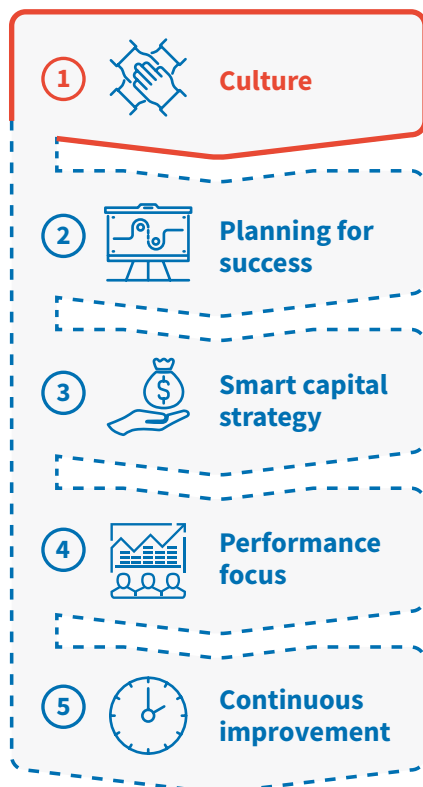 1
Culture
2
Planning for
success
3
$
Smart capital
strategy
4
Performance
focus
5
Continuous
improvement